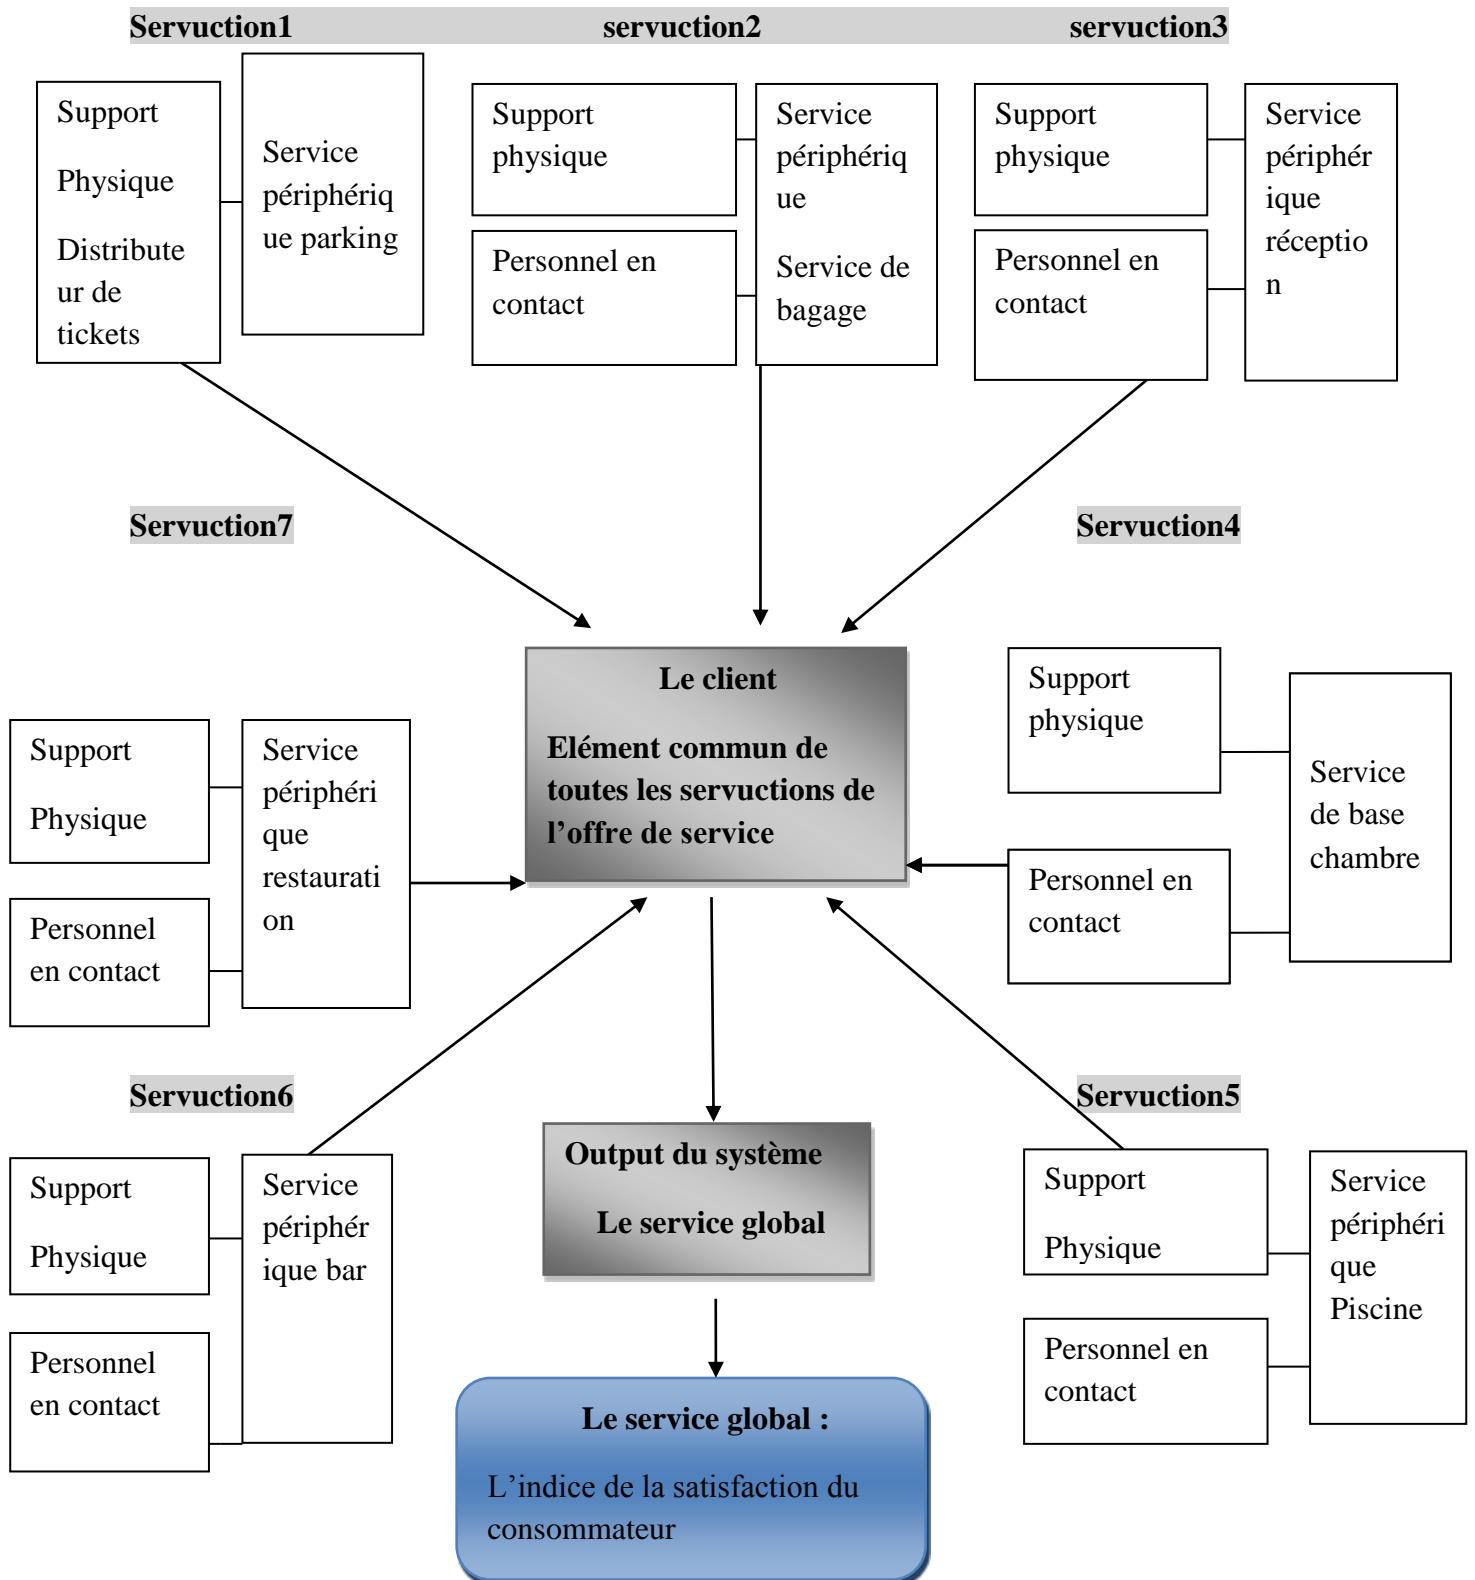 Servuction1 servuction2 servuction3
Support
Physique
Distribute
ur de
tickets
Service
périphériq
ue parking
Support
physique
Personnel en
contact
Service
périphériq
ue
Service de
bagage
Support
physique
Personnel en
contact
Service
périphér
ique
réceptio
n
Servuction7
Servuction4
Le client
Elément commun de
toutes les servuctions de
l’offre de service
Support
physique
Personnel en
contact
Service
de base
chambre
Support
Physique
Personnel
en contact
Service
périphéri
que
restaurati
on
Servuction6
Servuction5
Support
Physique
Personnel
en contact
Service
périphér
ique bar
Output du système
Le service global
Support
Physique
Personnel en
contact
Service
périphéri
que
Piscine
Le service global :
L’indice de la satisfaction du
consommateur